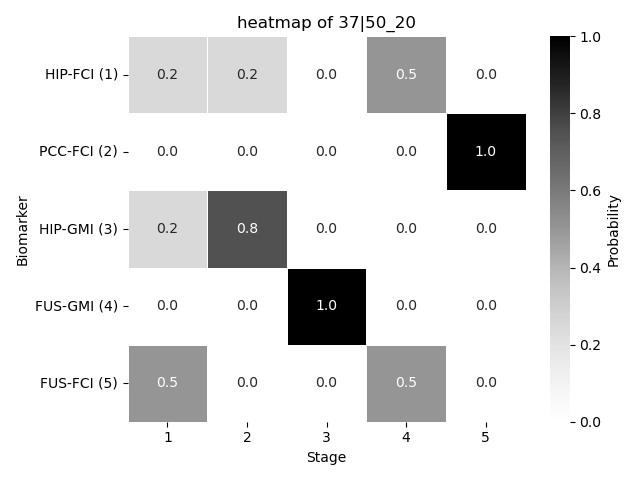 heatmap of 37|50_20
HIP-FCI (1) 0.2 0.2 0.0 0.5 0.0
PCC-FCI (2) 0.0 0.0 0.0 0.0 1.0
HIP-GMI (3) 0.2 0.8 0.0 0.0 0.0
FUS-GMI (4) 0.0 0.0 1.0 0.0 0.0
FUS-FCI (5) 0.5 0.0 0.0 0.5 0.0
1 2 3 4 5
Stage
Biomarker
1.0
0.8
0.6
0.4
0.2
0.0
Probability